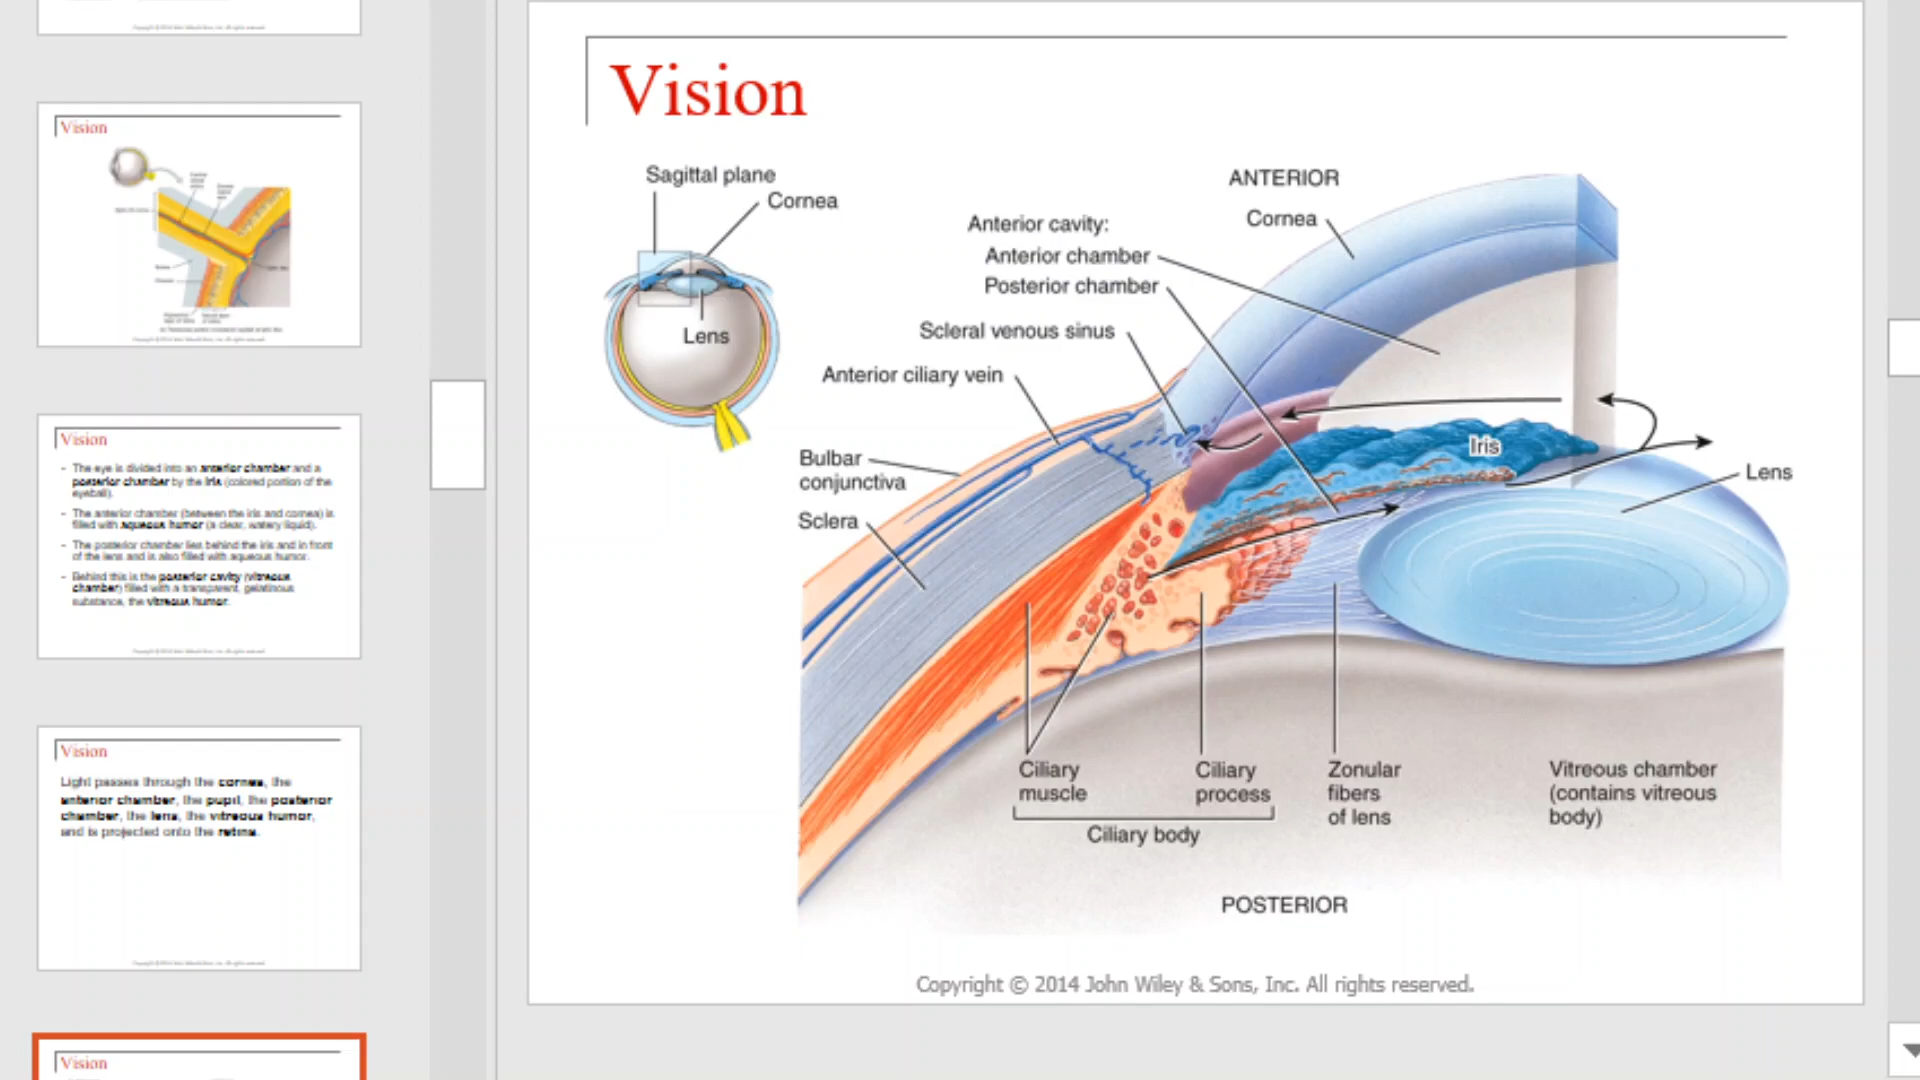 Vision
Vision
– The eye is divided into an anterior chamber and a
posterior chamber by the iris (colored portion of the
eyeball).
– The anterior chamber (between the iris and cornea) is
filled with aqueous humor (a clear, watery liquid).
– The posterior chamber lies behind the iris and in front
of the lens and is also filled with aqueous humor.
– Behind this is the posterior cavity (vitreous
chamber) filled with a transparent, gelatinous
substance, the vitreous humor.
Vision
Light passes through the cornea, the
anterior chamber, the pupil, the posterior
chamber, the lens, the vitreous humor,
and is projected onto the retina.
Vision
Vision
Sagittal plane
Cornea
Lens
ANTERIOR
Cornea
Anterior cavity:
Anterior chamber
Posterior chamber
Scleral venous sinus
Anterior ciliary vein
Bulbar
conjunctiva
Sclera
Iris
Lens
Ciliary
muscle
Ciliary
process
Ciliary body
Zonular
fibers
of lens
Vitreous chamber
(contains vitreous
body)
POSTERIOR
Copyright © 2014 John Wiley & Sons, Inc. All rights reserved.